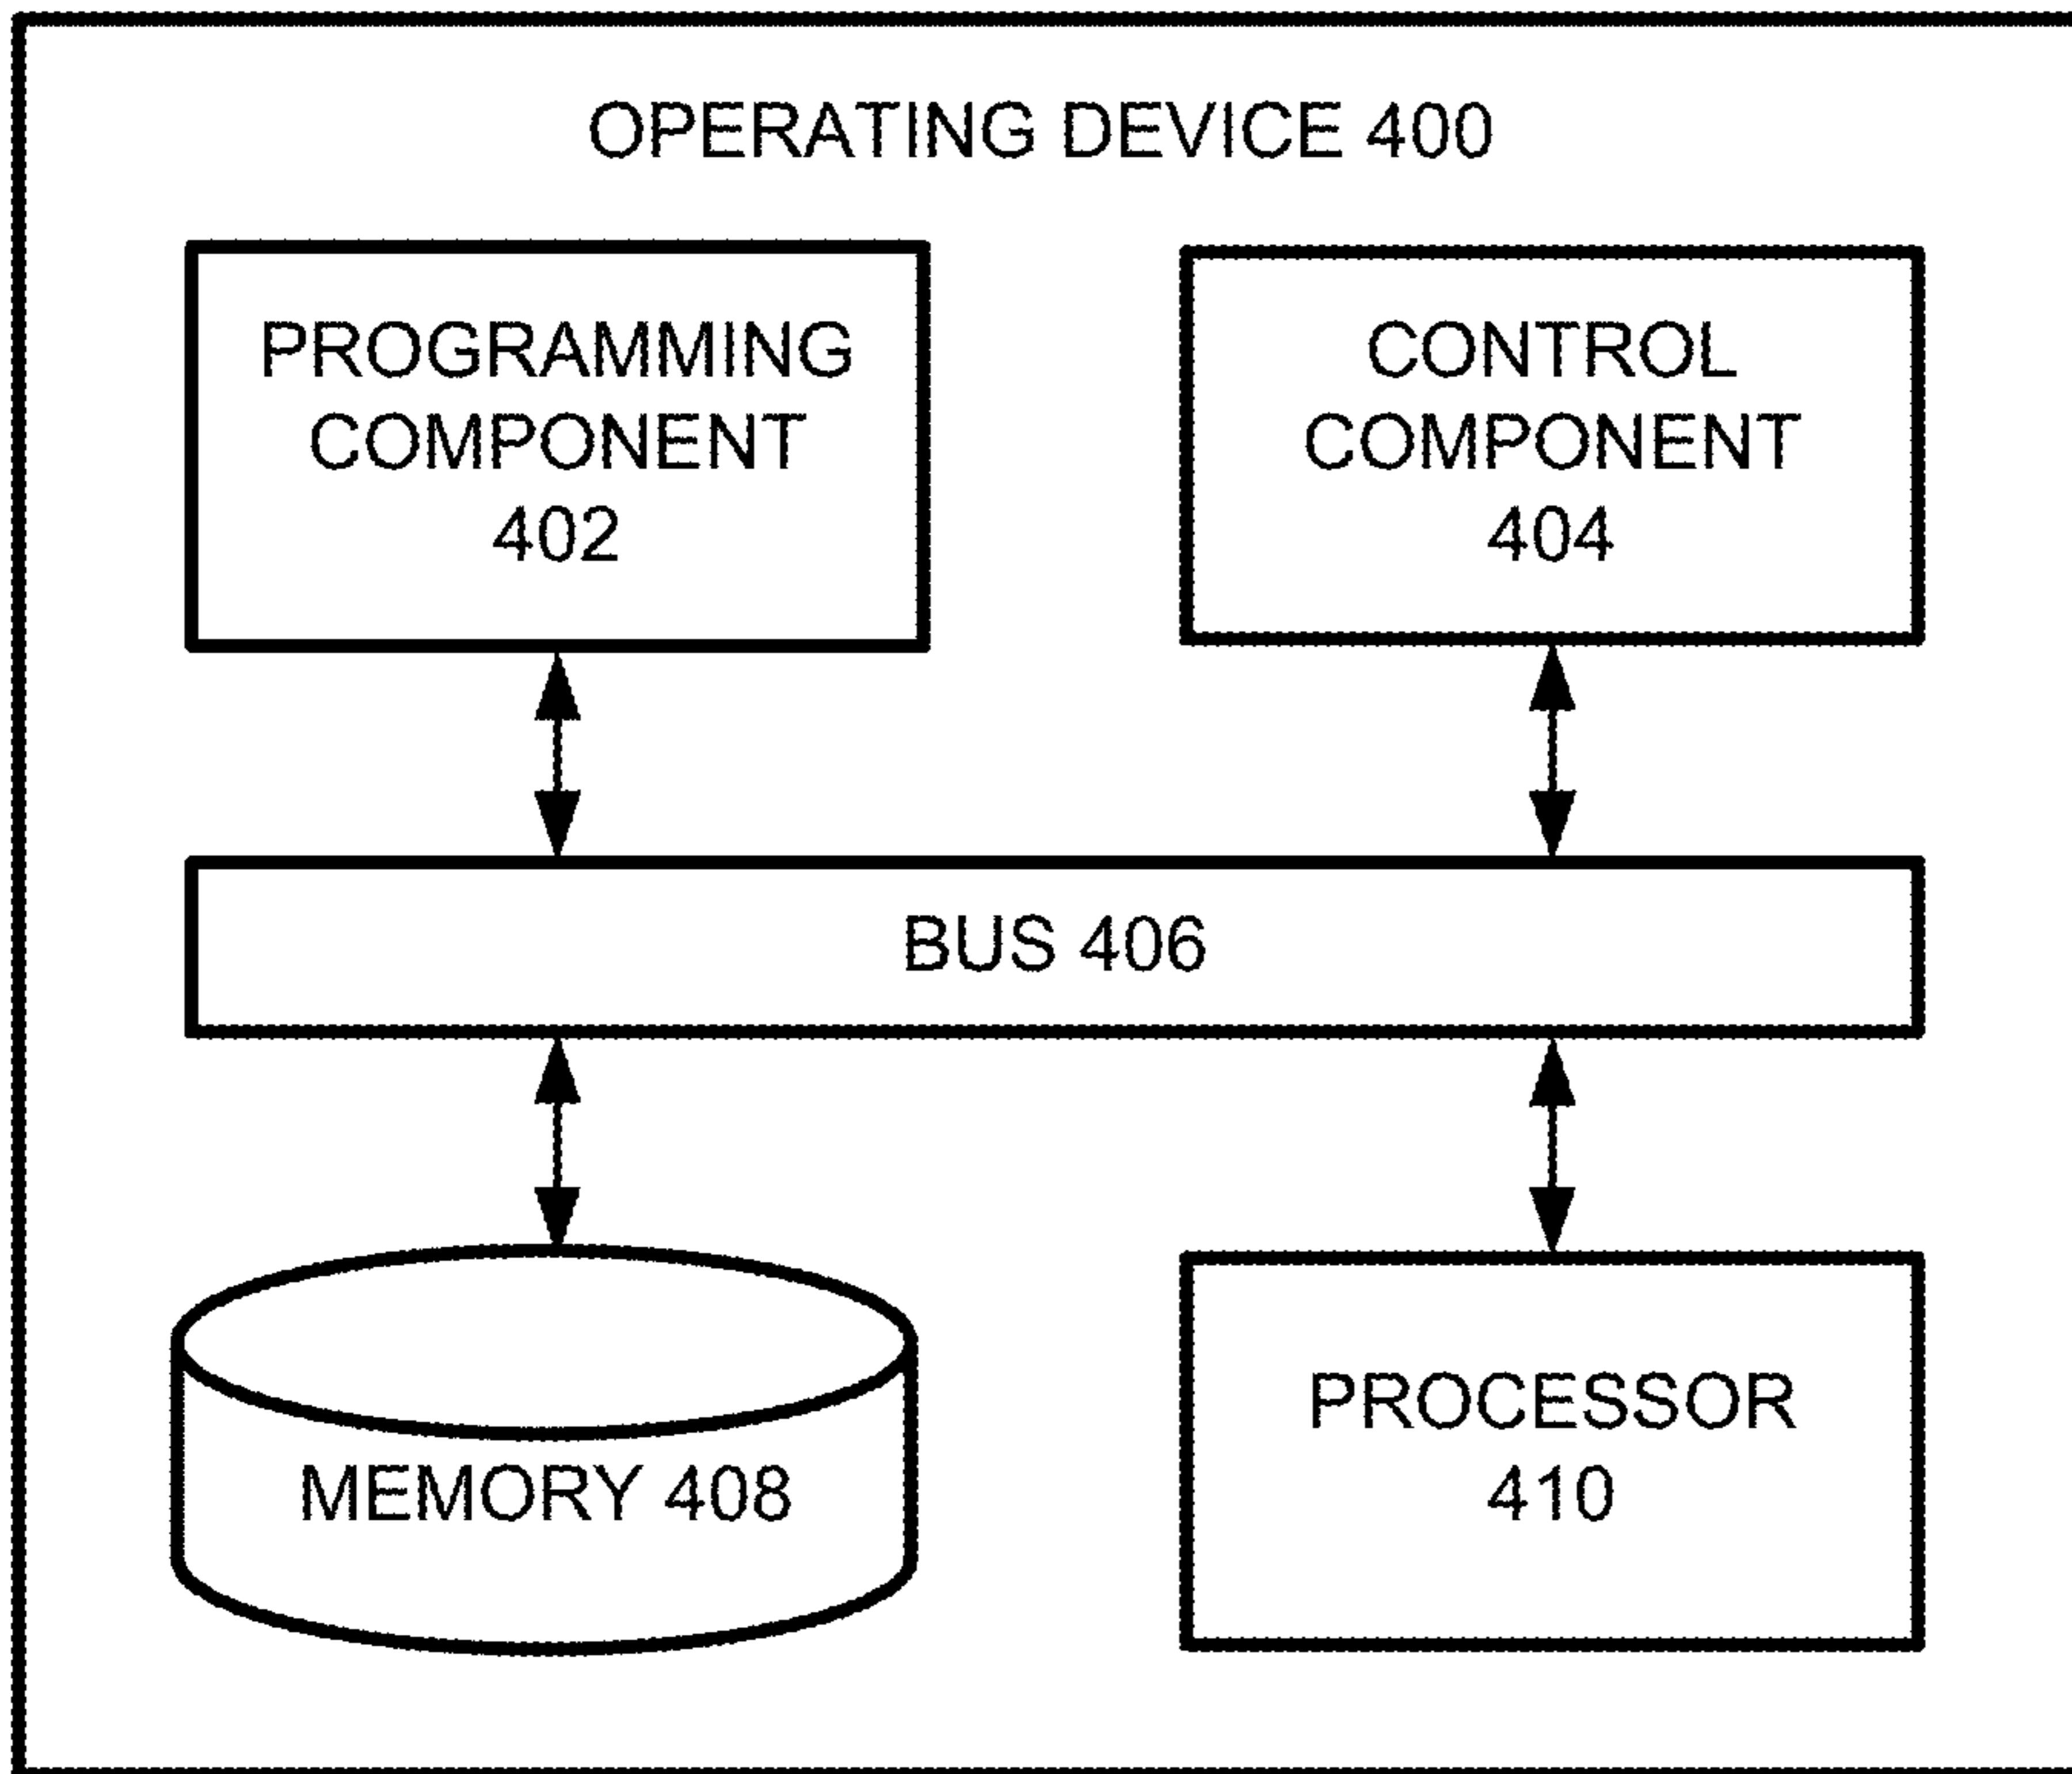 OPERATING DEVICE 400
PROGRAMMING
COMPONENT
402
CONTROL
COMPONENT
404
BUS 406
MEMORY 408
PROCESSOR
410